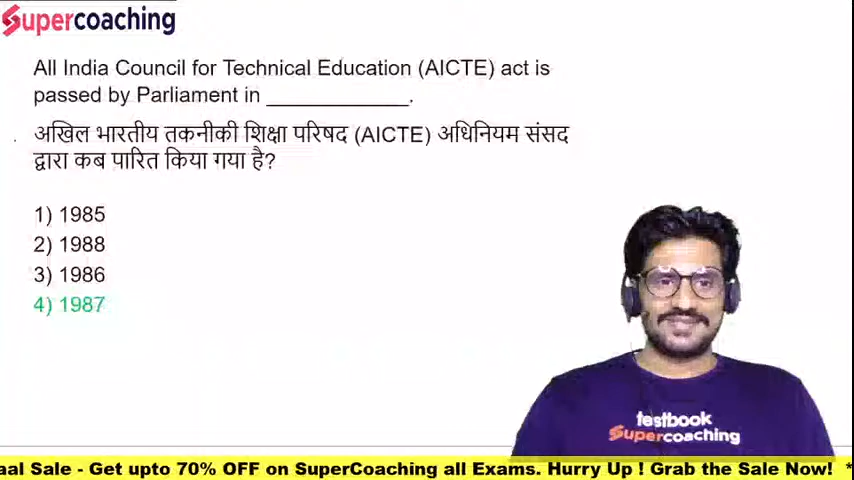 Supercoaching
All India Council for Technical Education (AICTE) act is
passed by Parliament in ____________.
. अखिल भारतीय तकनीकी शिक्षा परिषद (AICTE) अधिनियम संसद
द्वारा कब पारित किया गया है?
1) 1985
2) 1988
3) 1986
4) 1987
testbook
Supercoaching
aal Sale - Get upto 70% OFF on SuperCoaching all Exams. Hurry Up ! Grab the Sale Now! *